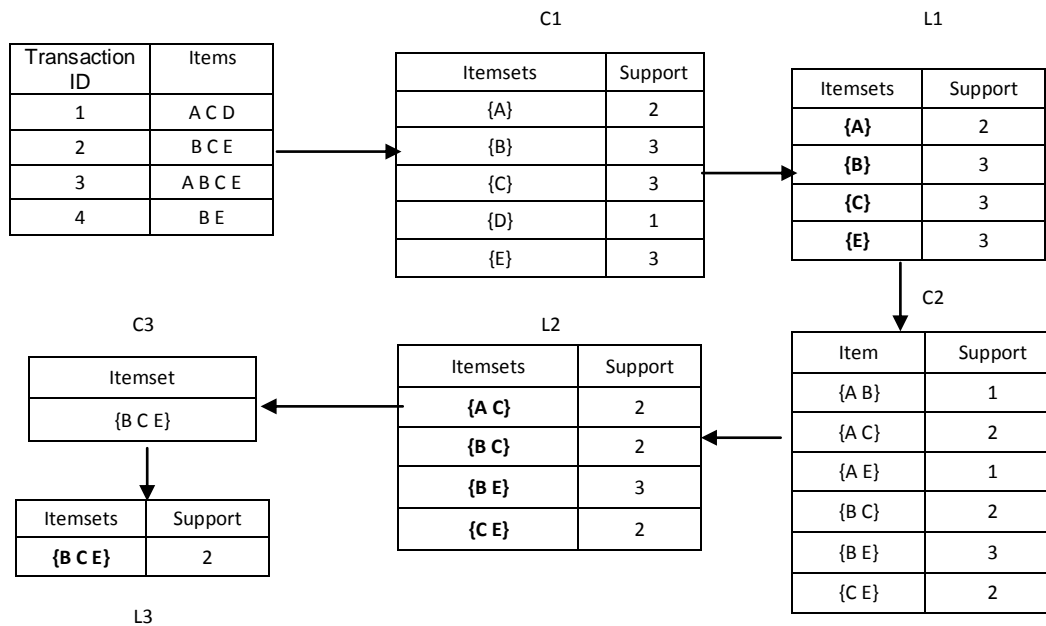 C1
L1
Transaction ID Items
1 A C D
2 B C E
3 A B C E
4 B E
Itemsets Support
{A} 2
{B} 3
{C} 3
{D} 1
{E} 3
Itemsets Support
{A} 2
{B} 3
{C} 3
{E} 3
C3
L2
C2
Itemset
{B C E}
Itemsets Support
{B C E} 2
L3
Itemsets Support
{A C} 2
{B C} 2
{B E} 3
{C E} 2
Item Support
{A B} 1
{A C} 2
{A E} 1
{B C} 2
{B E} 3
{C E} 2